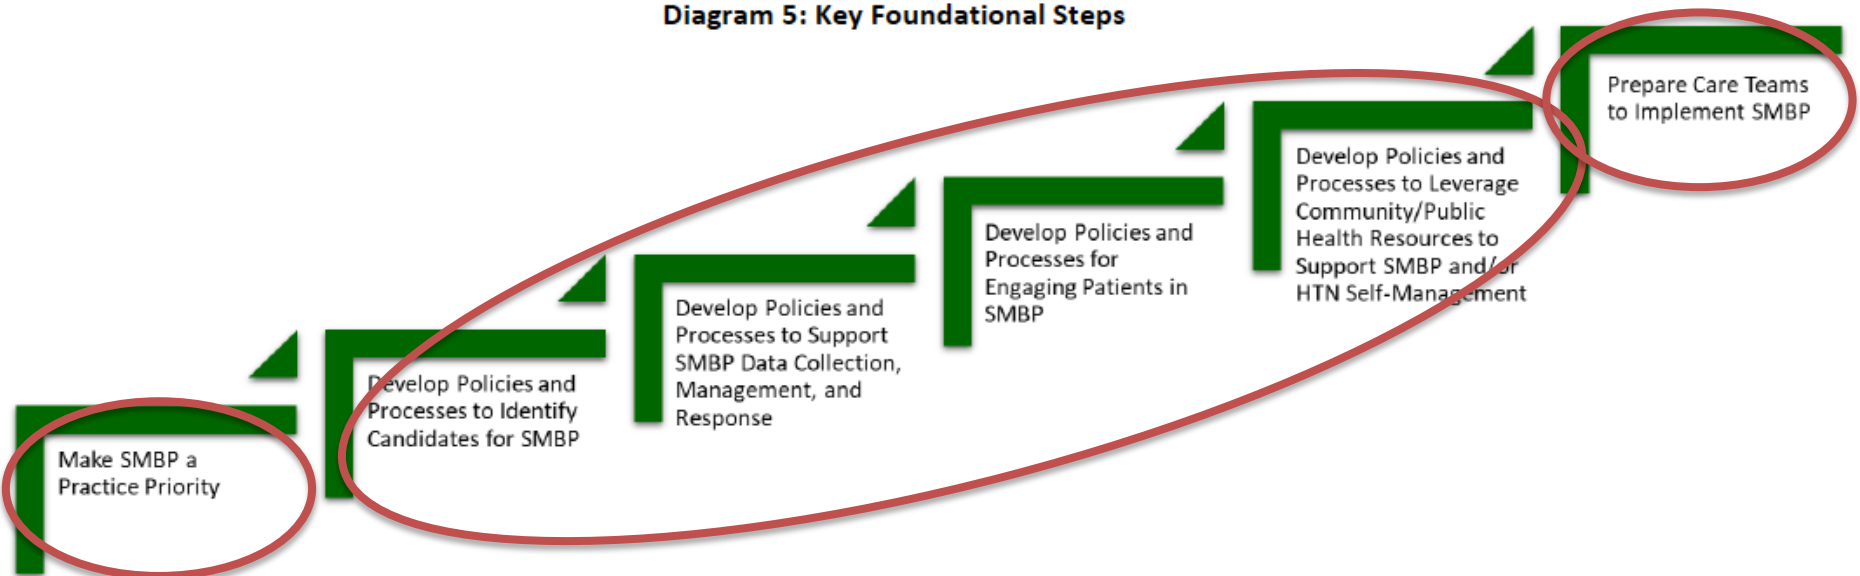 Diagram 5: Key Foundational Steps
Make SMBP a
Practice Priority
Develop Policies and
Processes to Identify
Candidates for SMBP
Develop Policies and
Processes to Support
SMBP Data Collection,
Management, and
Response
Develop Policies and
Processes for
Engaging Patients in
SMBP
Develop Policies and
Processes to Leverage
Community/Public
Health Resources to
Support SMBP and/or
HTN Self-Management
Prepare Care Teams
to Implement SMBP